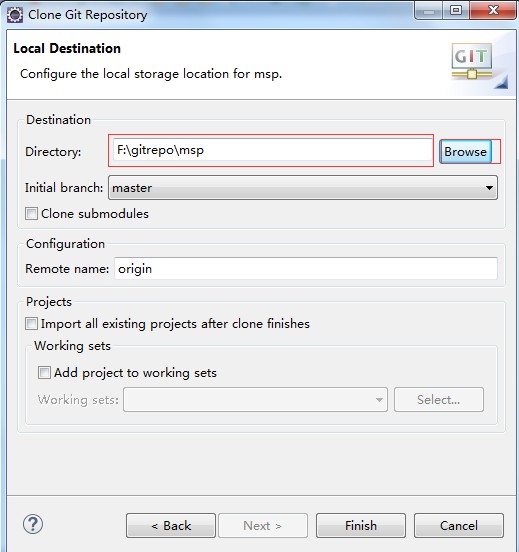 Clone Git Repository
Local Destination
Configure the local storage location for msp.
GIT
Destination
Directory: F:\gitrepo\msp Browse
Initial branch: master
Clone submodules
Configuration
Remote name: origin
Projects
Import all existing projects after clone finishes
Working sets
Add project to working sets
Working sets: Select...
? < Back Next > Finish Cancel